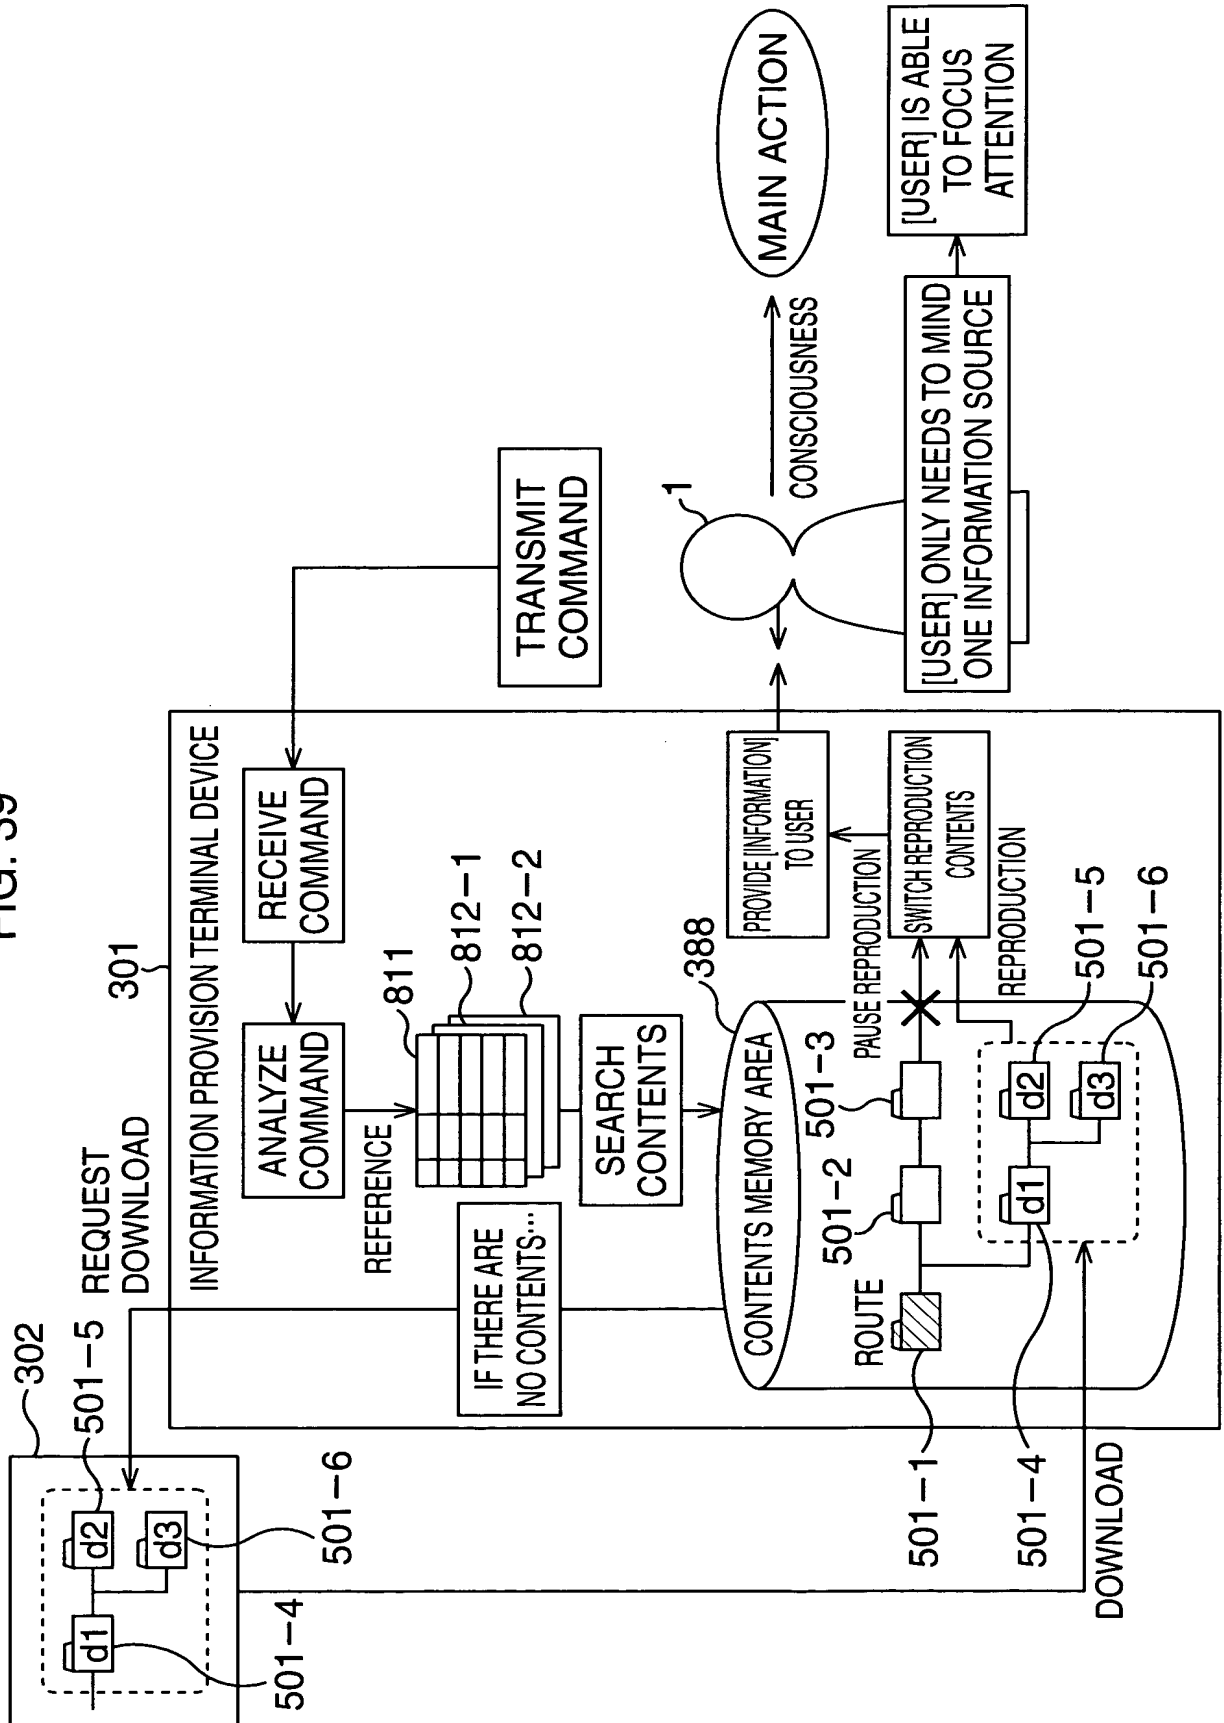 FIG. 39
302
501-5
d2
d1
d3
501-6
501-4
REQUEST
DOWNLOAD
301
INFORMATION PROVISION TERMINAL DEVICE
ANALYZE
COMMAND
RECEIVE
COMMAND
TRANSMIT
COMMAND
REFERENCE
811
812-1
812-2
IF THERE ARE
NO CONTENTS···
SEARCH
CONTENTS
388
CONTENTS MEMORY AREA
PROVIDE [INFORMATION]
TO USER
PAUSE REPRODUCTION
SWITCH REPRODUCTION
CONTENTS
REPRODUCTION
ROUTE
501-2
501-3
501-1
d1
d2
d3
501-5
501-6
501-4
DOWNLOAD
1
CONSCIOUSNESS
MAIN ACTION
[USER] ONLY NEEDS TO MIND
ONE INFORMATION SOURCE
[USER] IS ABLE
TO FOCUS
ATTENTION